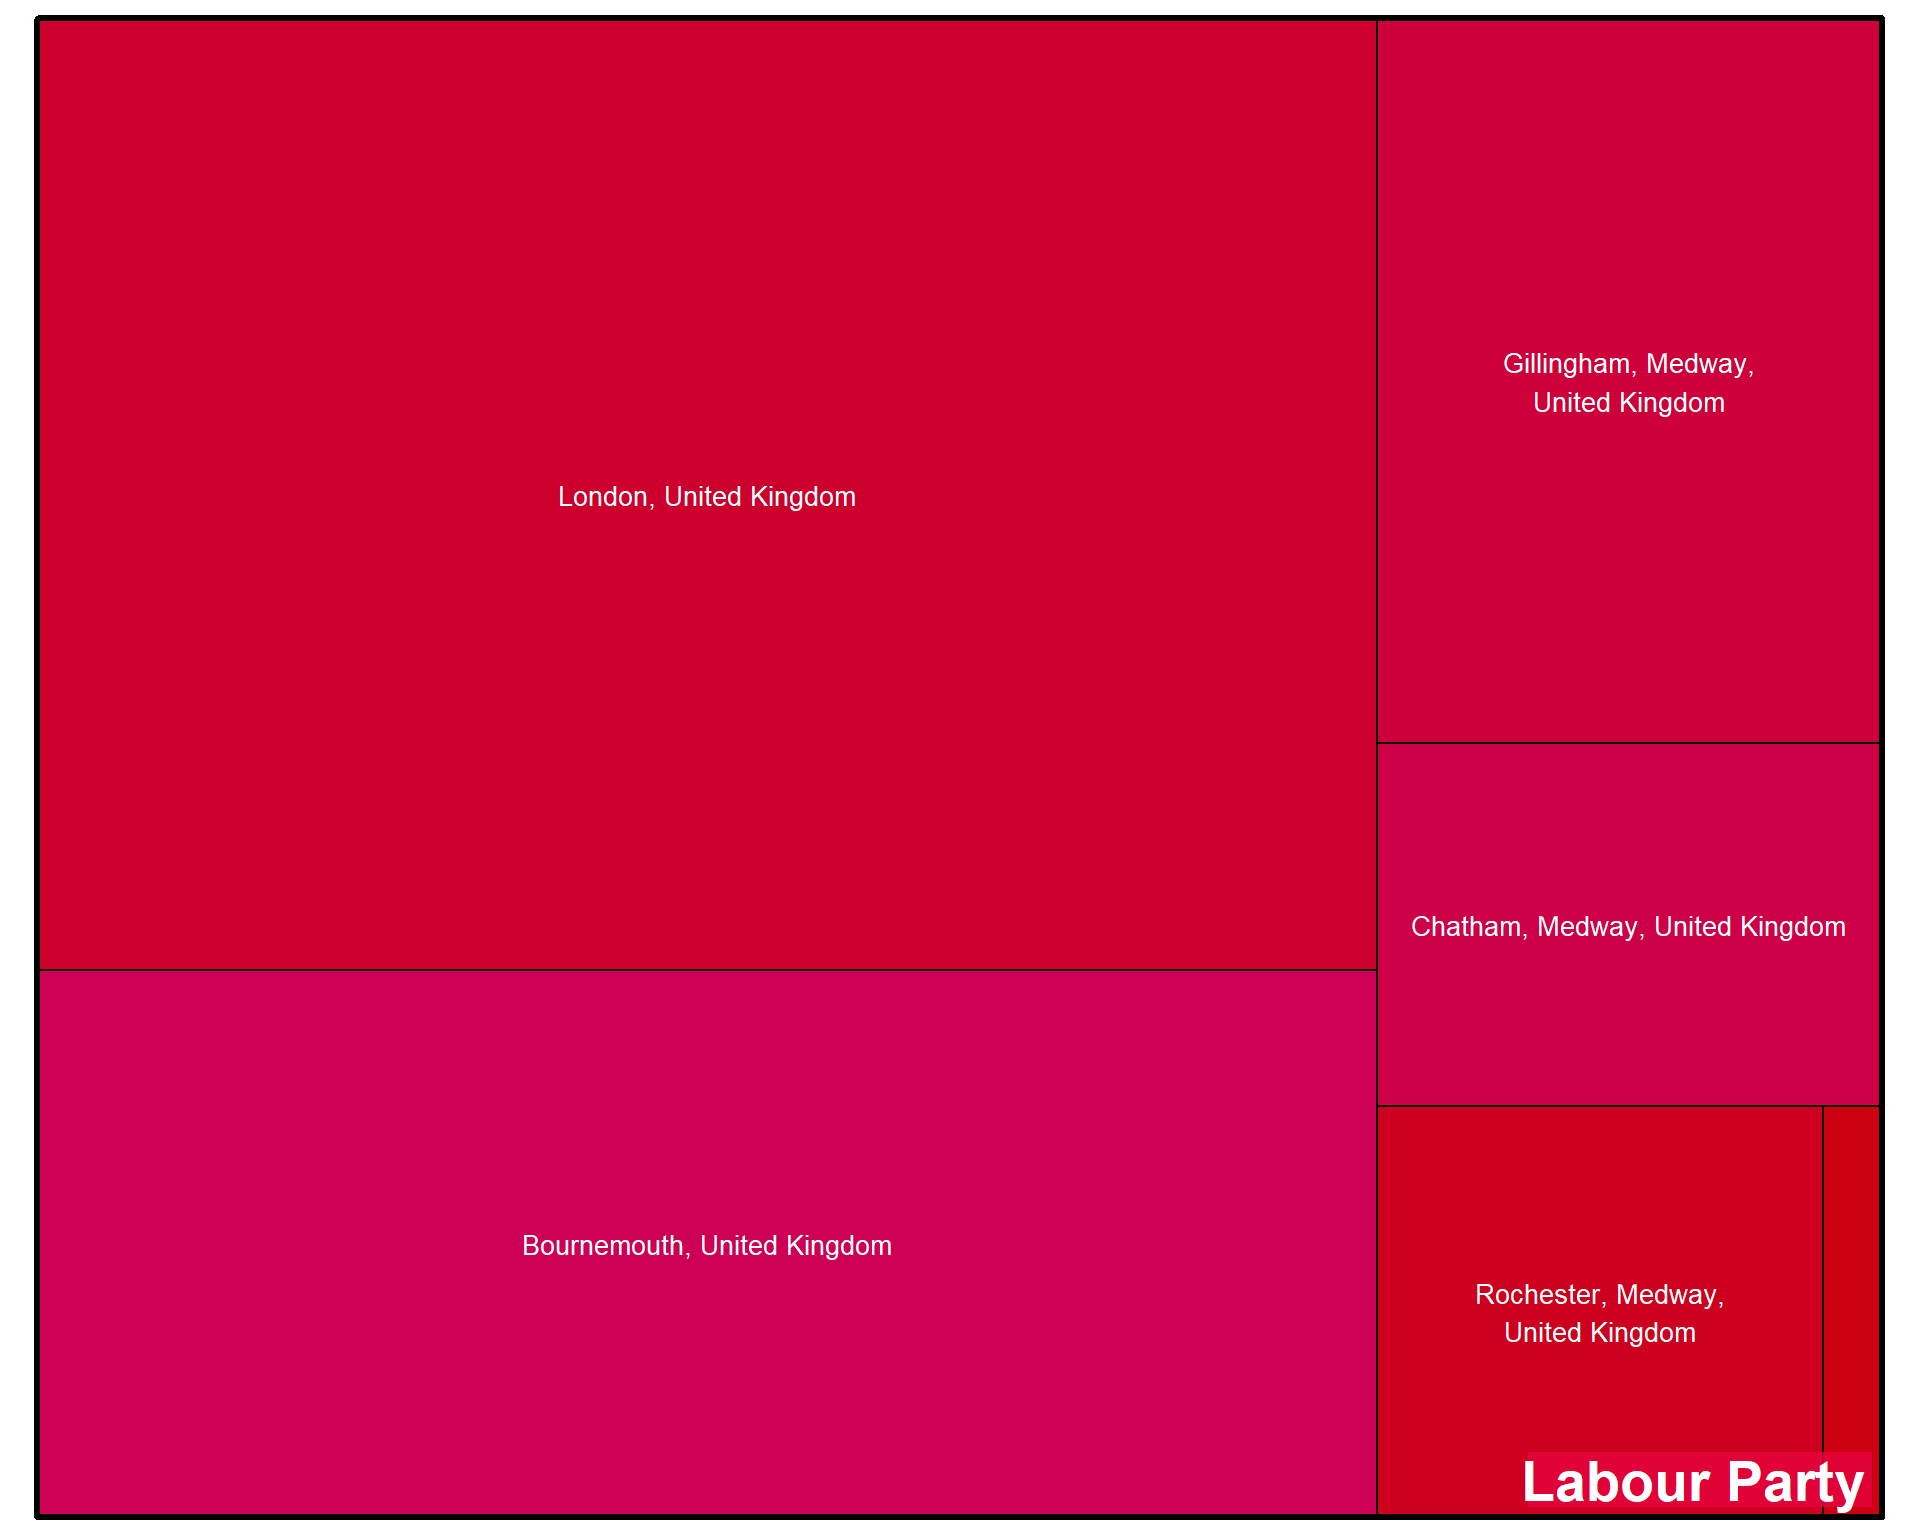 London, United Kingdom
Gillingham, Medway,
United Kingdom
Chatham, Medway, United Kingdom
Bournemouth, United Kingdom
Rochester, Medway,
United Kingdom
Labour Party